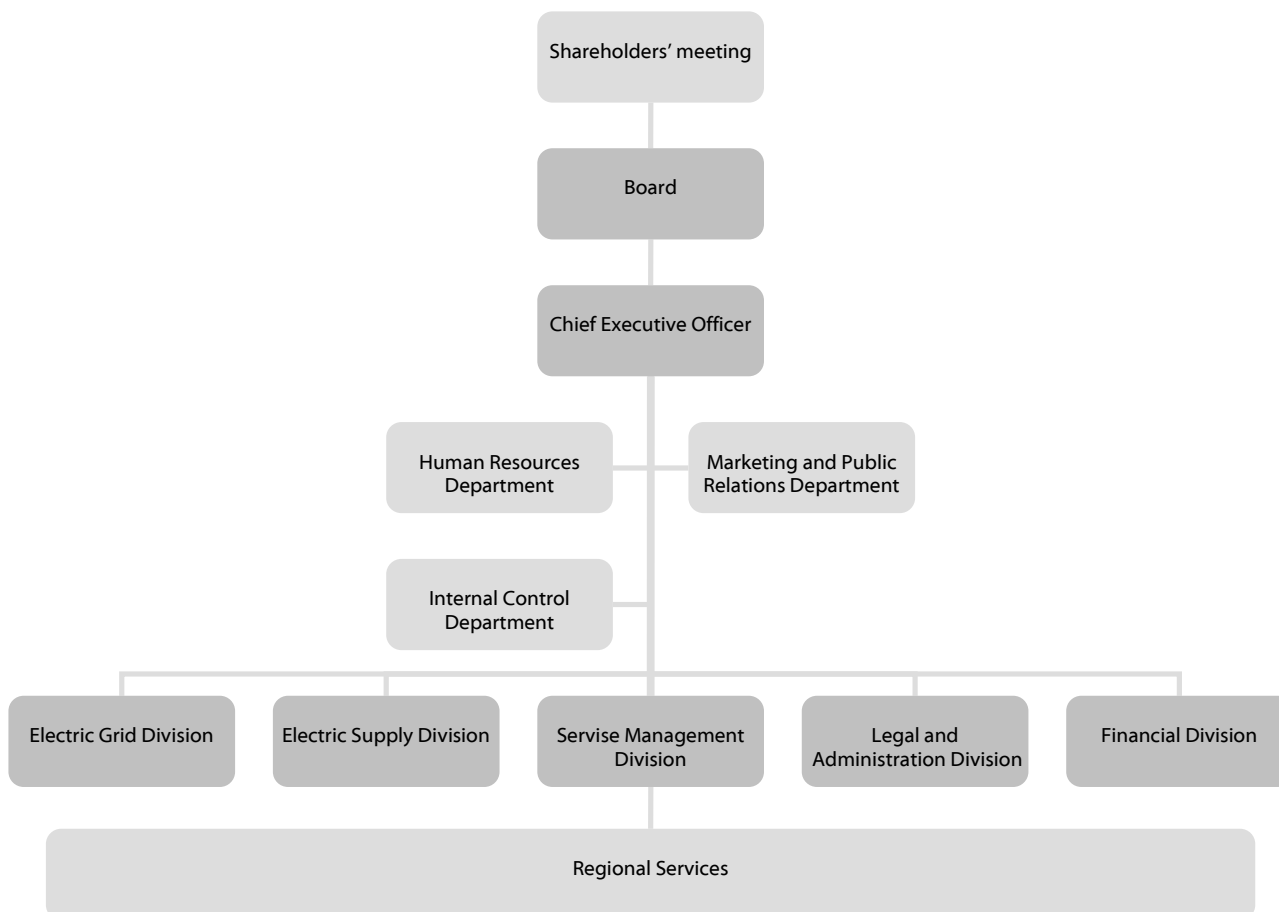 Shareholders’ meeting
Board
Chief Executive Officer
Human Resources
Department
Marketing and Public
Relations Department
Internal Control
Department
Electric Grid Division
Electric Supply Division
Servise Management
Division
Legal and
Administration Division
Financial Division
Regional Services